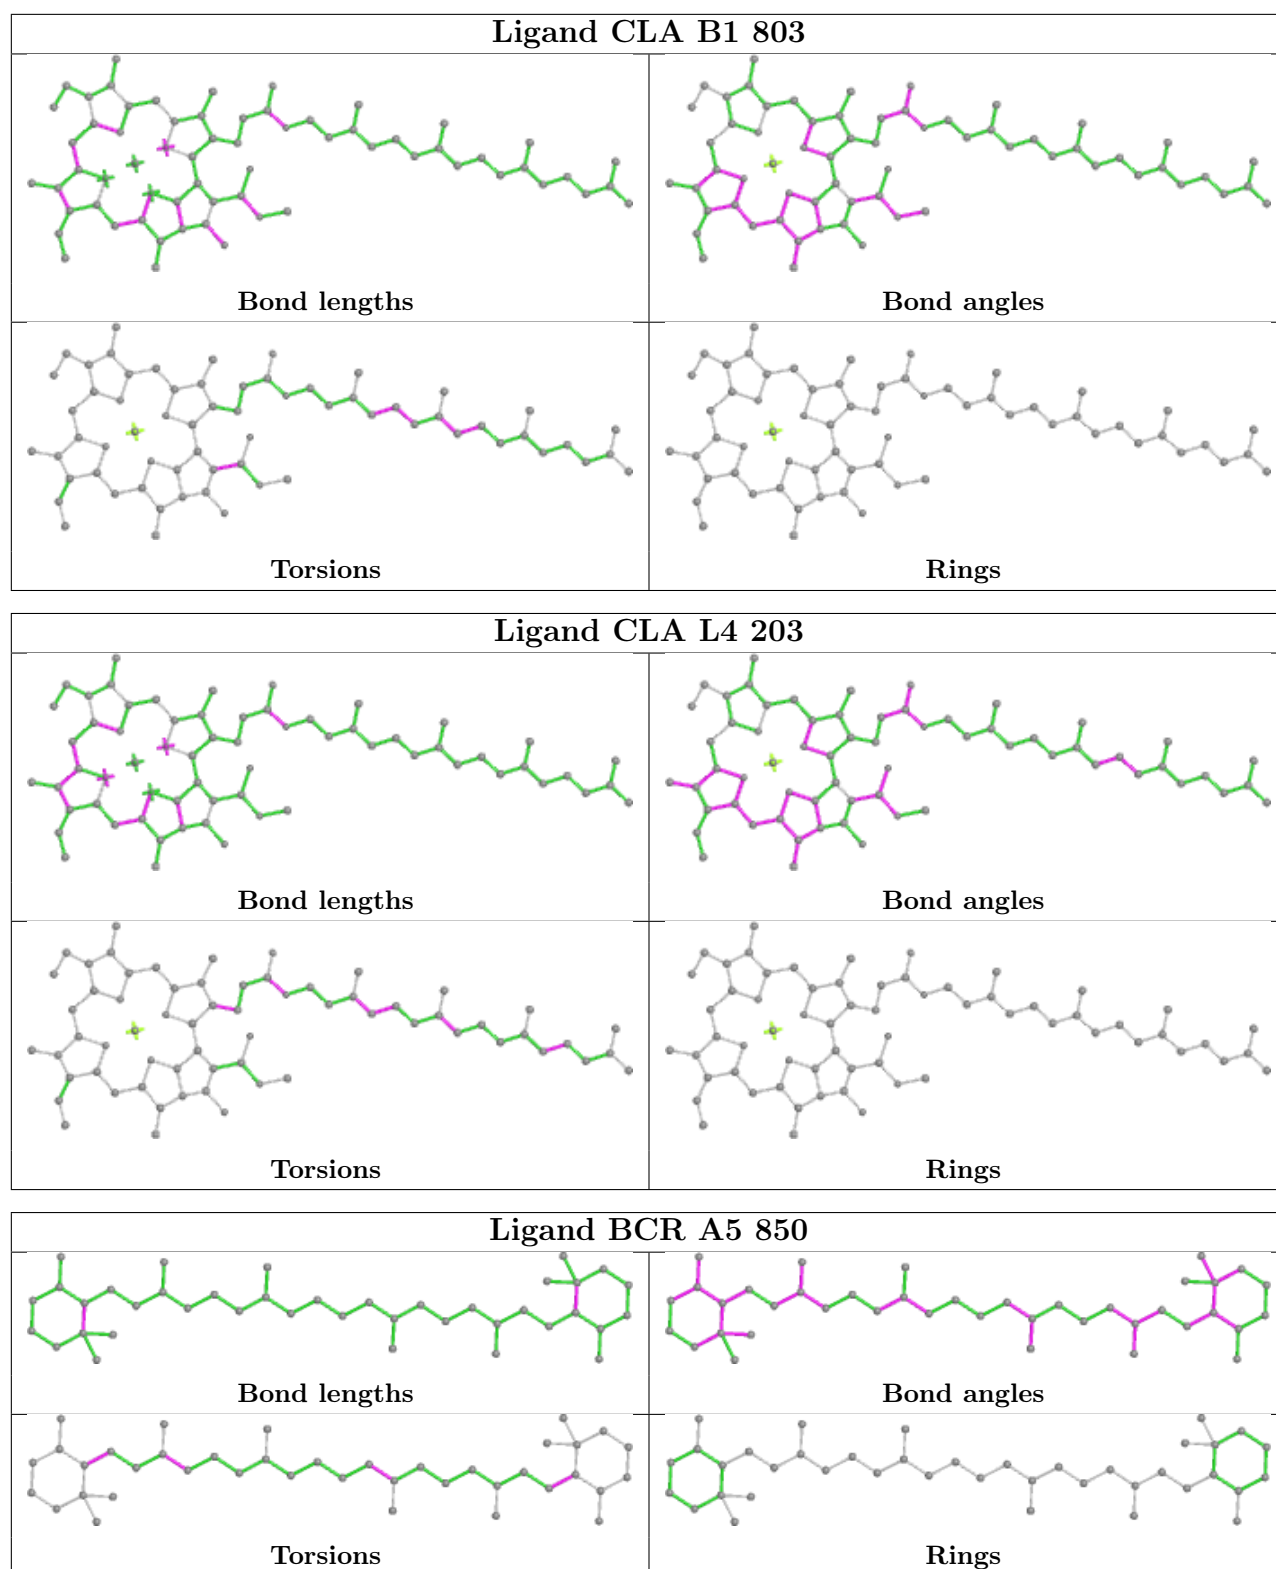 Ligand CLA B1 803
Bond lengths
Bond angles
Torsions
Rings
Ligand CLA L4 203
Bond lengths
Bond angles
Torsions
Rings
Ligand BCR A5 850
Bond lengths
Bond angles
Torsions
Rings